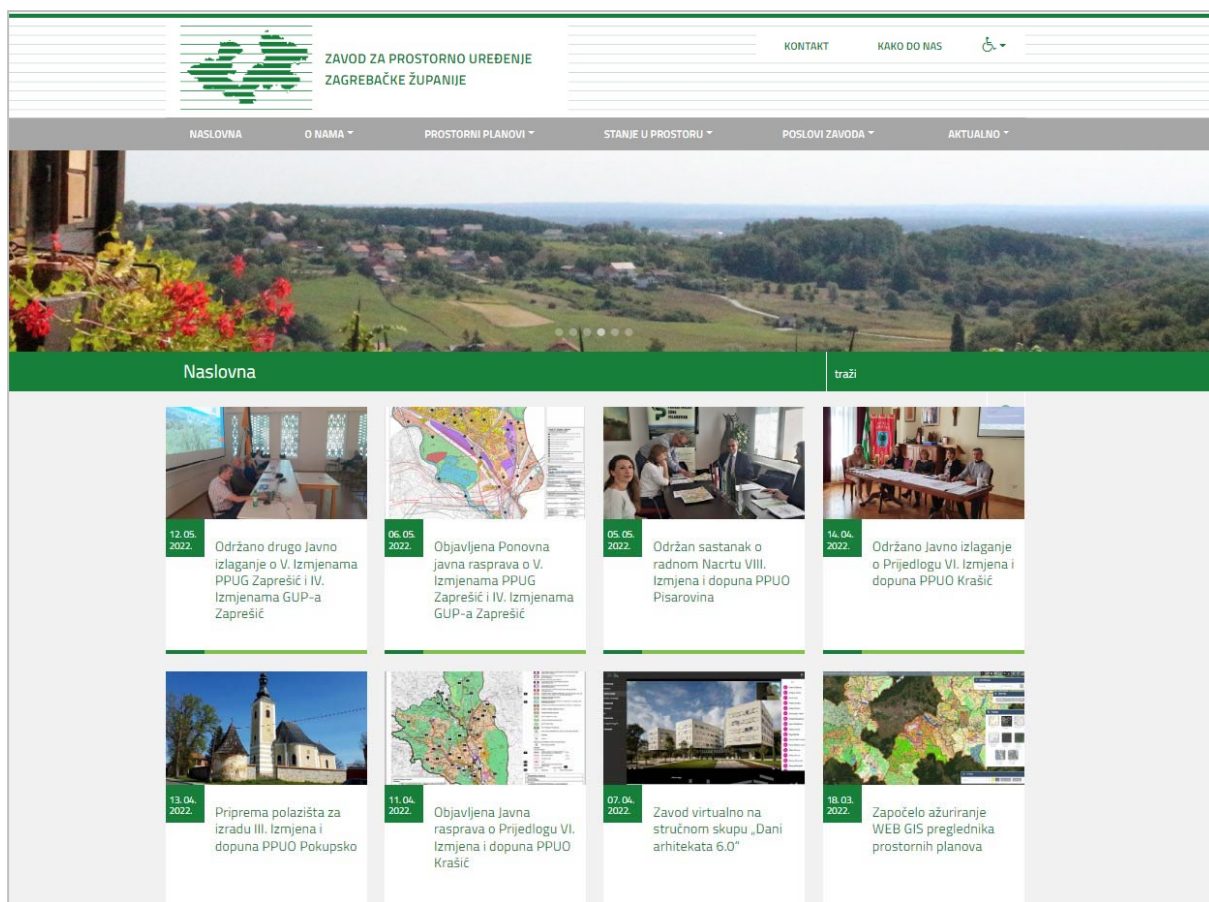 ZAVOD ZA PROSTORNO UREĐENJE
ZAGREBAČKE ŽUPANIJE
KONTAKT
KAKO DO NAS
NASLOVNA
O NAMA
PROSTORNI PLANOVI
STANJE U PROSTORU
POSLOVI ZAVODA
AKTUALNO
Naslovna
traži
12. 05.
2022.
Održano drugo Javno
izlaganje o V. Izmjenama
PPUG Zaprešić i IV.
Izmjenama GUP-a
Zaprešić
06. 05.
2022.
Objavljena Ponovna
javna rasprava o V.
Izmjenama PPUG
Zaprešić i IV. Izmjenama
GUP-a Zaprešić
05. 05.
2022.
Održan sastanak o
radnom Nacrtu VIII.
Izmjena i dopuna PPUO
Pisarovina
14. 04.
2022.
Održano Javno izlaganje
o Prijedlogu VI. Izmjena i
dopuna PPUO Krašić
13. 04.
2022.
Priprema polazišta za
izradu III. Izmjena i
dopuna PPUO Pokupsko
11. 04.
2022.
Objavljena Javna
rasprava o Prijedlogu VI.
Izmjena i dopuna PPUO
Krašić
07. 04.
2022.
Zavod virtualno na
stručnom skupu „Dani
arhitekata 6.0“
18. 03.
2022.
Započelo ažuriranje
WEB GIS preglednika
prostornih planova